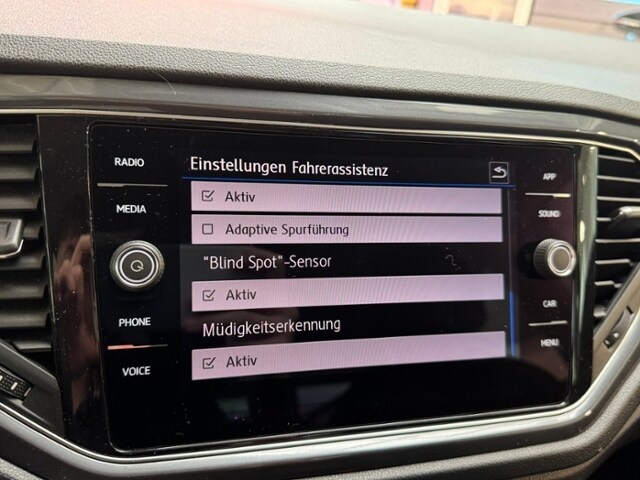 RADIO
MEDIA
PHONE
VOICE
Einstellungen Fahrerassistenz
Aktiv
Adaptive Spurführung
“Blind Spot”-Sensor
Aktiv
Müdigkeitserkennung
Aktiv
APP
SOUND
CAR
MENU